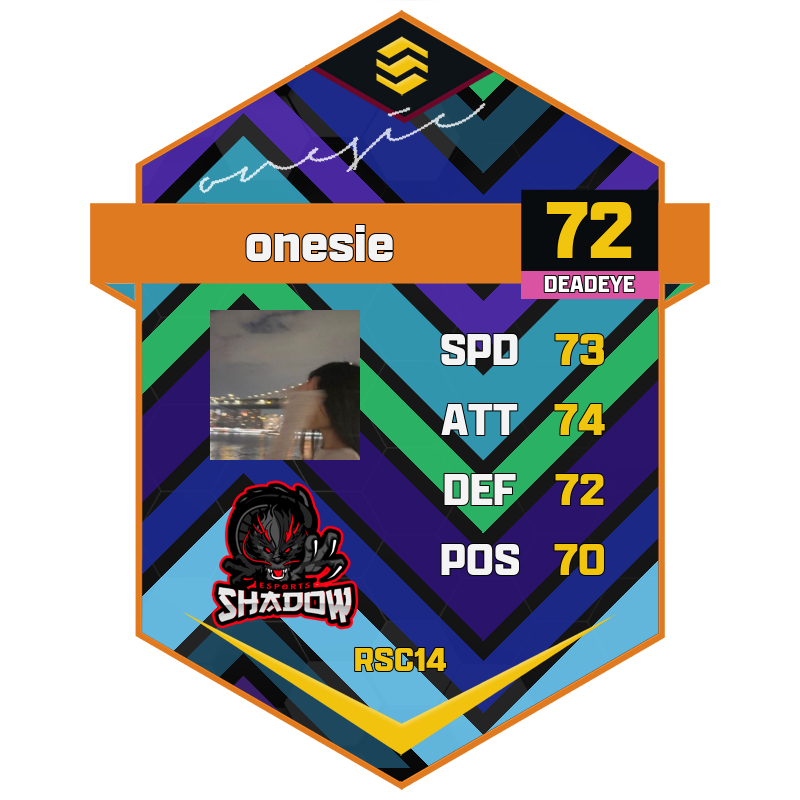 onesie
onesie
72
DEADEYE
SPD 73
ATT 74
DEF 72
POS 70
ESPORTS
SHADOW
RSC14